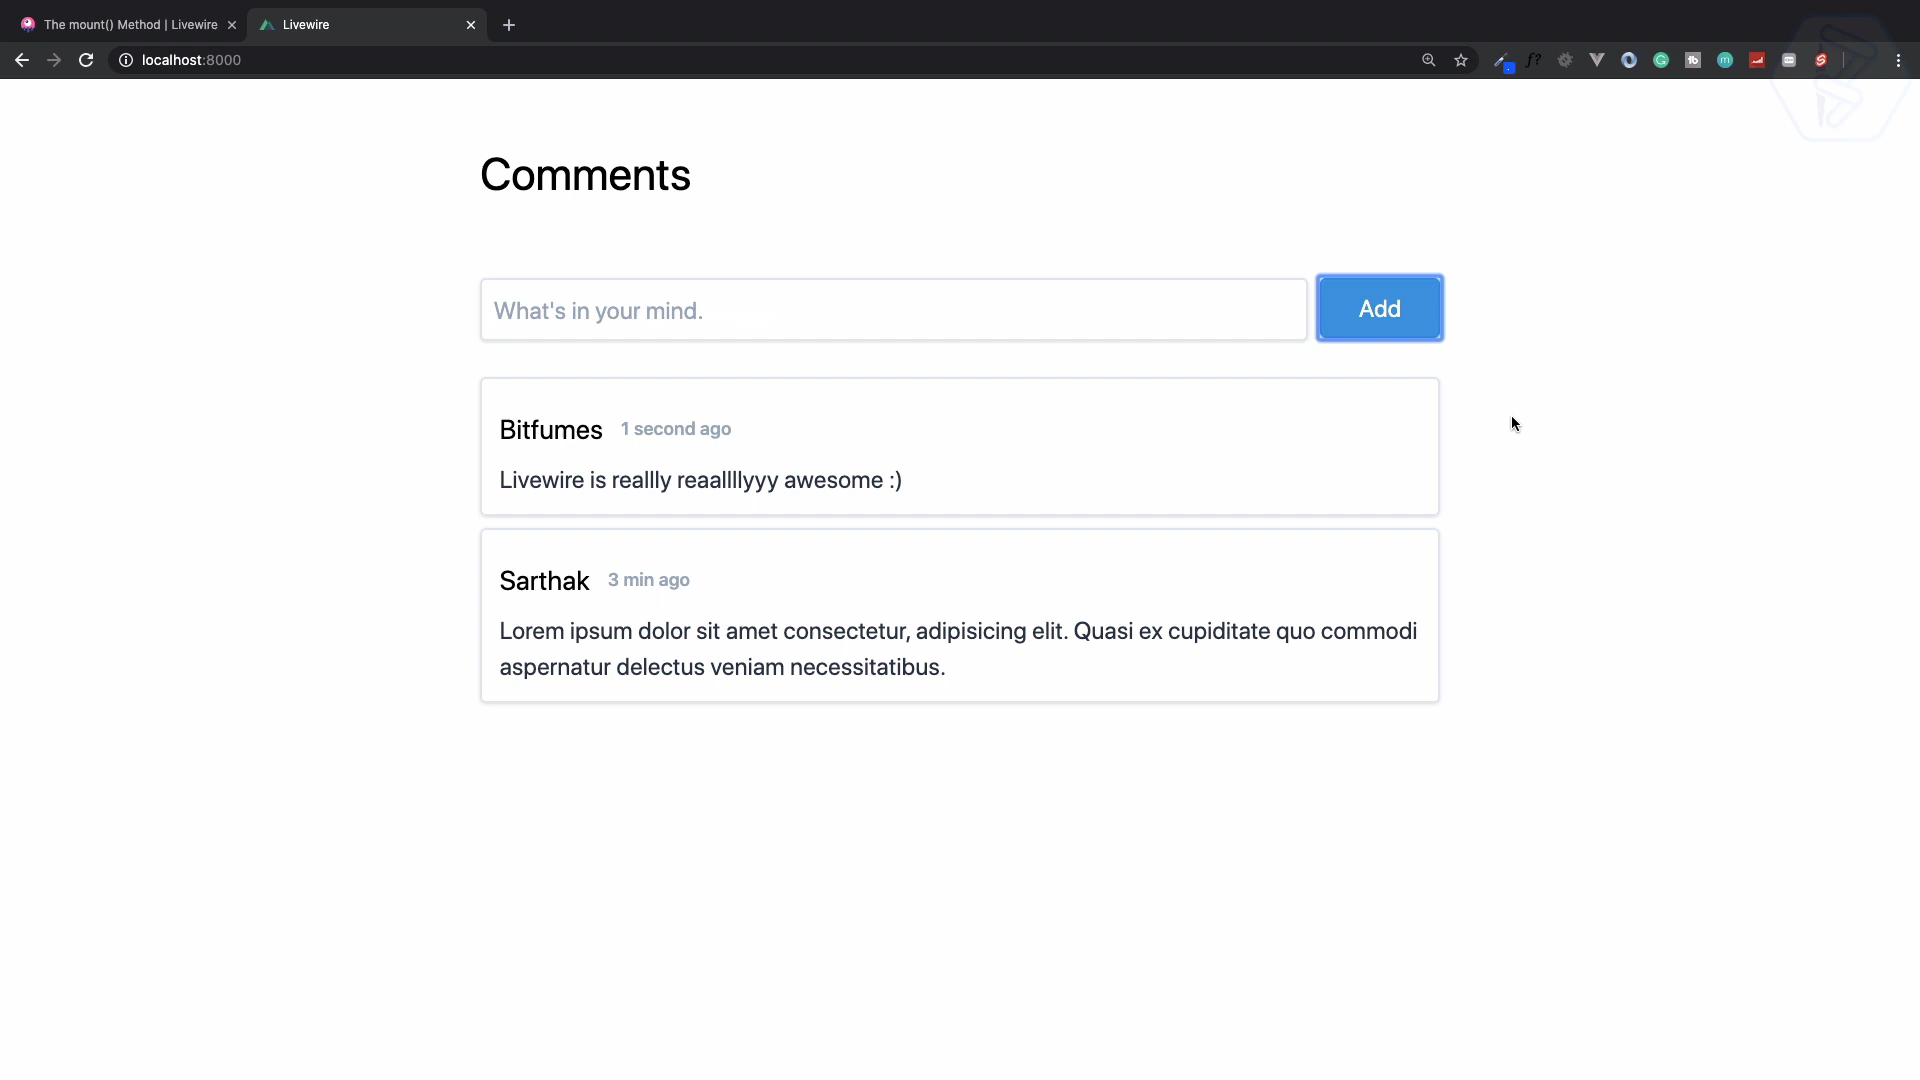 The mount() Method | Livewire
Livewire
localhost:8000
Comments
What's in your mind.
Add
Bitfumes 1 second ago
Livewire is reallly reaallllyyy awesome :)
Sarthak 3 min ago
Lorem ipsum dolor sit amet consectetur, adipisicing elit. Quasi ex cupiditate quo commodi
aspernatur delectus veniam necessitatibus.